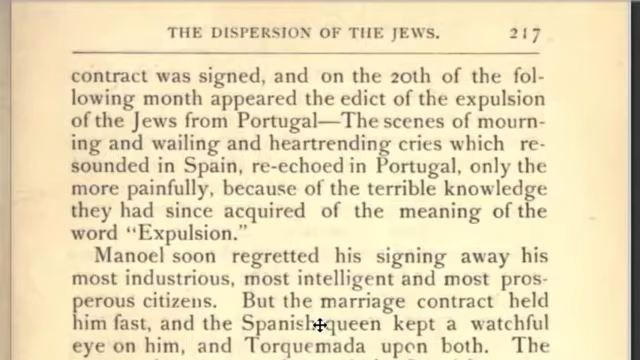 THE DISPERSION OF THE JEWS. 217
contract was signed, and on the 20th of the fol-
lowing month appeared the edict of the expulsion
of the Jews from Portugal—The scenes of mourn-
ing and wailing and heartrending cries which re-
sounded in Spain, re-echoed in Portugal, only the
more painfully, because of the terrible knowledge
they had since acquired of the meaning of the
word “Expulsion.”
Manoel soon regretted his signing away his
most industrious, most intelligent and most pros-
perous citizens. But the marriage contract held
him fast, and the Spanish queen kept a watchful
eye on him, and Torquemada upon both. The